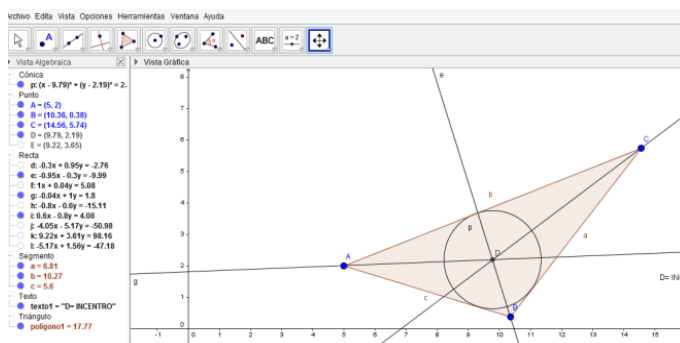 Archivo Edita Vista Opciones Herramientas Ventana Ayuda
A
ABC
a=2
Vista Algebraica
Vista Gráfica
Cónica
p: (x - 9.79)² + (y - 2.19)² = 2.
Punto
A = (5, 2)
B = (10.36, 0.38)
C = (14.56, 5.74)
D = (9.79, 2.19)
E = (9.22, 3.65)
Recta
d: -0.3x + 0.95y = -2.76
e: -0.95x - 0.3y = -9.99
f: 1x + 0.04y = 5.08
g: -0.04x + 1y = 1.8
h: -0.8x - 0.6y = -15.11
i: 0.6x - 0.8y = 4.08
j: -4.05x - 5.17y = -50.98
k: 9.22x + 3.61y = 98.16
l: -5.17x + 1.56y = -47.18
Segmento
a = 6.81
b = 10.27
c = 5.6
Texto
texto1 = "D= INCENTRO"
Triángulo
polígono1 = 17.77
8
7
6
5
4
3
2
1
0
-1 0 1 2 3 4 5 6 7 8 9 10 11 12 13 14 15
e
C
b
p
a
A
D
g
c
B
D= IN